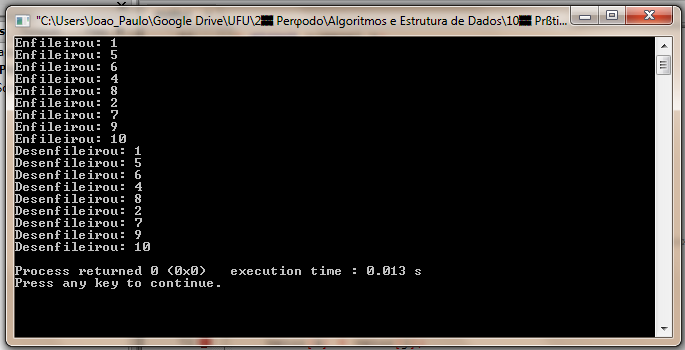 "C:\Users\Joao_Paulo\Google Drive\UFU\2 Perφodo\Algoritmos e Estrutura de Dados\10 Prßti...
Enfileirou: 1
Enfileirou: 5
Enfileirou: 6
Enfileirou: 4
Enfileirou: 8
Enfileirou: 2
Enfileirou: 7
Enfileirou: 9
Enfileirou: 10
Desenfileirou: 1
Desenfileirou: 5
Desenfileirou: 6
Desenfileirou: 4
Desenfileirou: 8
Desenfileirou: 2
Desenfileirou: 7
Desenfileirou: 9
Desenfileirou: 10
Process returned 0 (0x0)   execution time : 0.013 s
Press any key to continue.